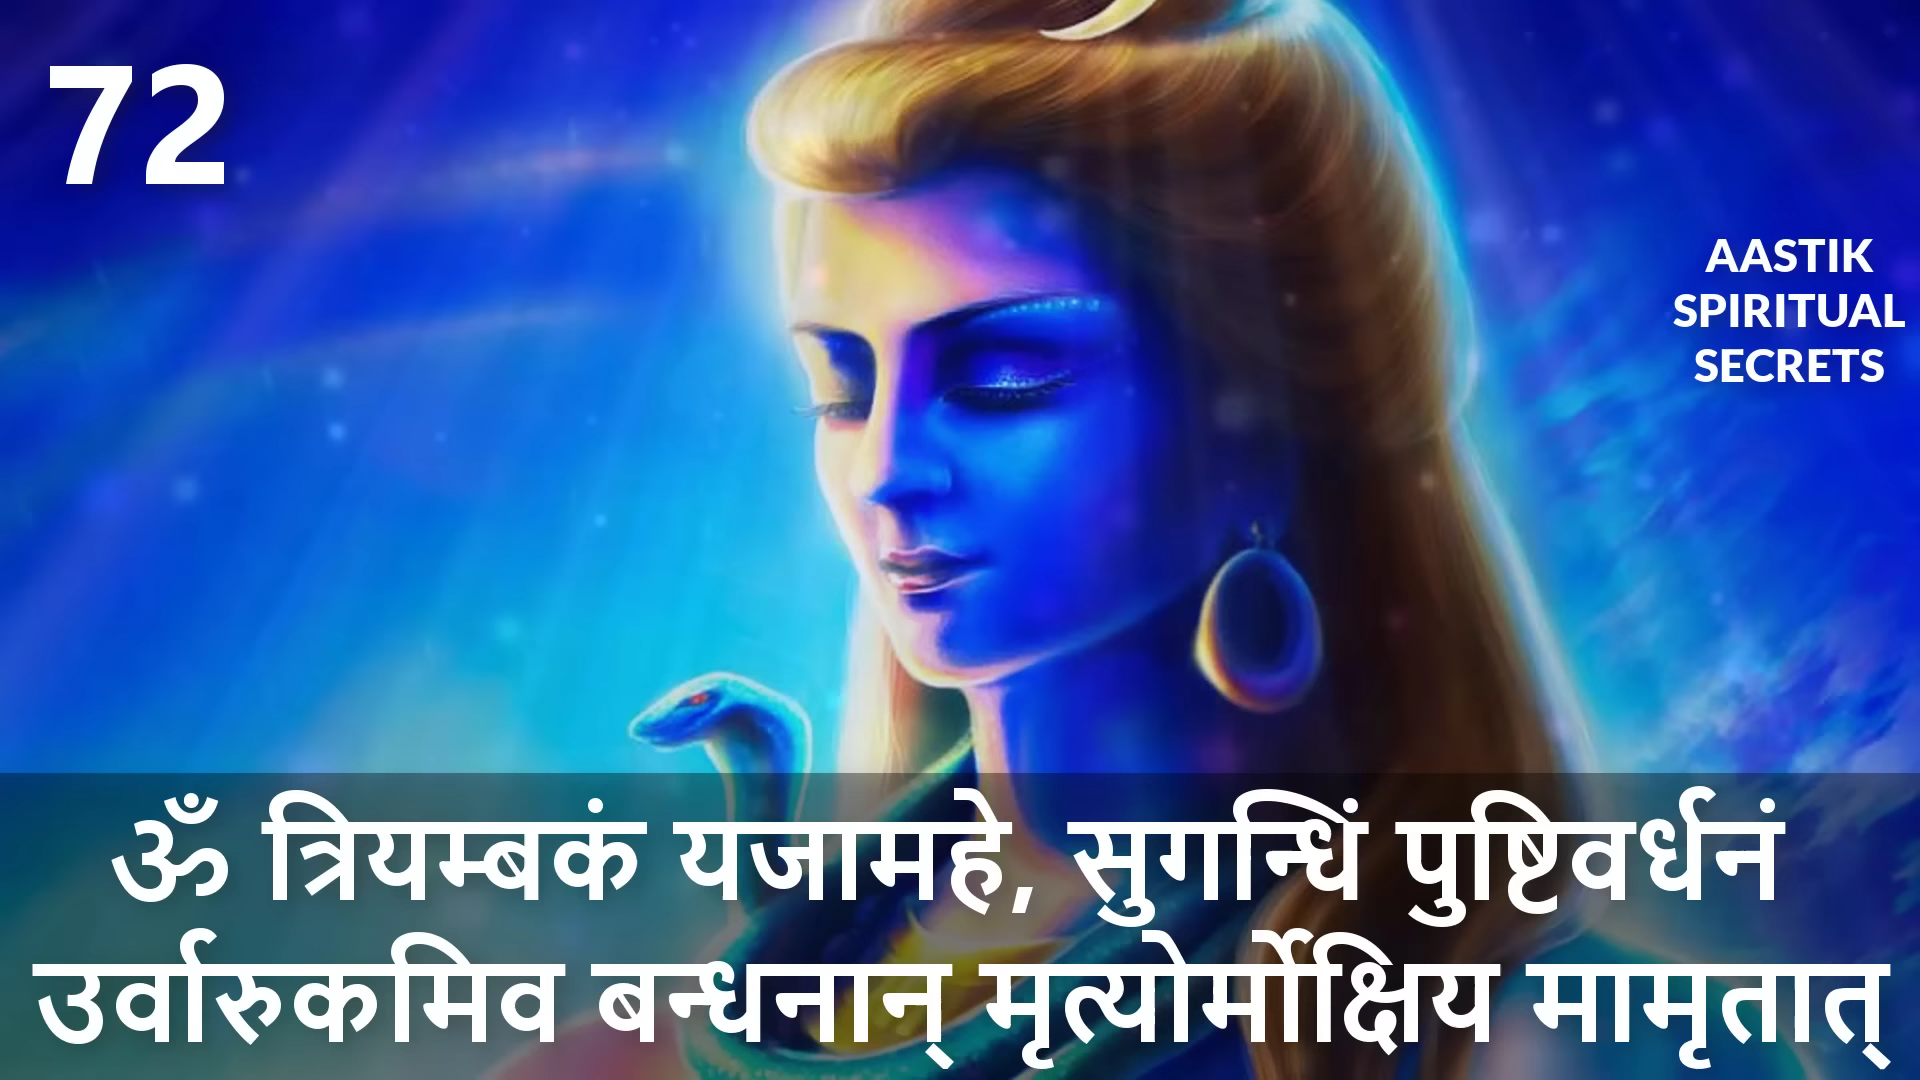 72
AASTIK
SPIRITUAL
SECRETS
ॐ त्रियम्बकं यजामहे, सुगन्धिं पुष्टिवर्धनं
उर्वारुकमिव बन्धनान् मृत्योर्मोक्षिय मामृतात्